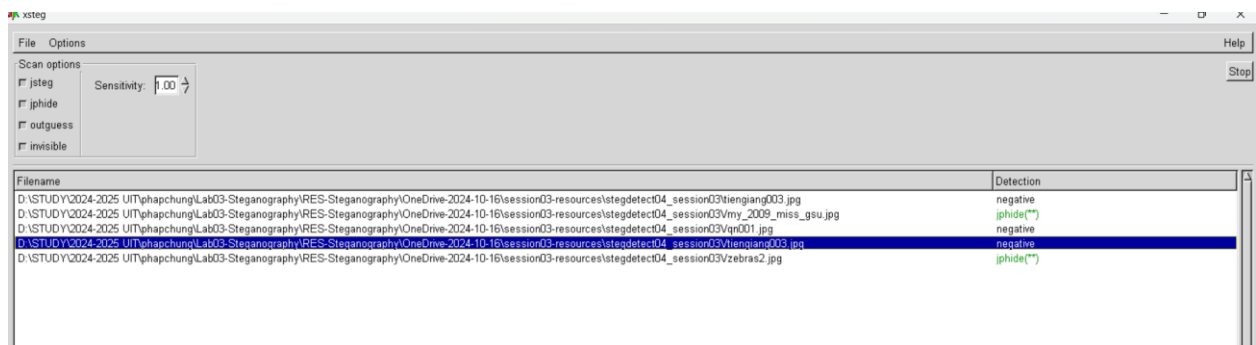 xsteg
File Options Help
Scan options
jsteg Sensitivity: 1.00 Stop
jphide
outguess
invisible
Filename Detection
D:\STUDY\2024-2025 UIT\phapchung\Lab03-Steganography\RES-Steganography\OneDrive-2024-10-16\session03-resources\stegdetect04_session03\tiengiang003.jpg negative
D:\STUDY\2024-2025 UIT\phapchung\Lab03-Steganography\RES-Steganography\OneDrive-2024-10-16\session03-resources\stegdetect04_session03\/my_2009_miss_gsu.jpg jphide(**)
D:\STUDY\2024-2025 UIT\phapchung\Lab03-Steganography\RES-Steganography\OneDrive-2024-10-16\session03-resources\stegdetect04_session03\/qn001.jpg negative
D:\STUDY\2024-2025 UIT\phapchung\Lab03-Steganography\RES-Steganography\OneDrive-2024-10-16\session03-resources\stegdetect04_session03\/tiengiang003.jpg negative
D:\STUDY\2024-2025 UIT\phapchung\Lab03-Steganography\RES-Steganography\OneDrive-2024-10-16\session03-resources\stegdetect04_session03\/zebras2.jpg jphide(**)